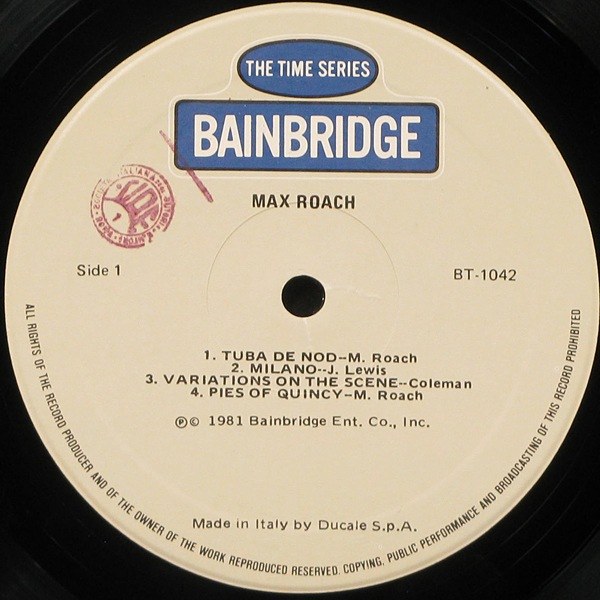 THE TIME SERIES
BAINBRIDGE
MAX ROACH
Side 1
BT-1042
1. TUBA DE NOD--M. Roach
2. MILANO--J. Lewis
3. VARIATIONS ON THE SCENE--Coleman
4. PIES OF QUINCY--M. Roach
℗© 1981 Bainbridge Ent. Co., Inc.
Made in Italy by Ducale S.p.A.
ALL RIGHTS OF THE RECORD PRODUCER AND OF THE OWNER OF THE WORK REPRODUCED RESERVED. COPYING, PUBLIC PERFORMANCE AND BROADCASTING OF THIS RECORD PROHIBITED